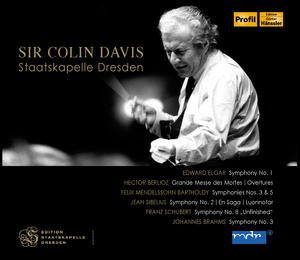 Profil
Edition
Günter
Hänssler
SIR COLIN DAVIS
Staatskapelle Dresden
EDWARD ELGAR Symphony No. 1
HECTOR BERLIOZ Grande Messe des Mortes | Overtures
FELIX MENDELSSOHN BARTHOLDY Symphonies Nos. 3 & 5
JEAN SIBELIUS Symphony No. 2 | En Saga | Luonnotar
FRANZ SCHUBERT Symphony No. 8 „Unfinished"
JOHANNES BRAHMS Symphony No. 3
EDITION
STAATSKAPELLE
DRESDEN
mdr